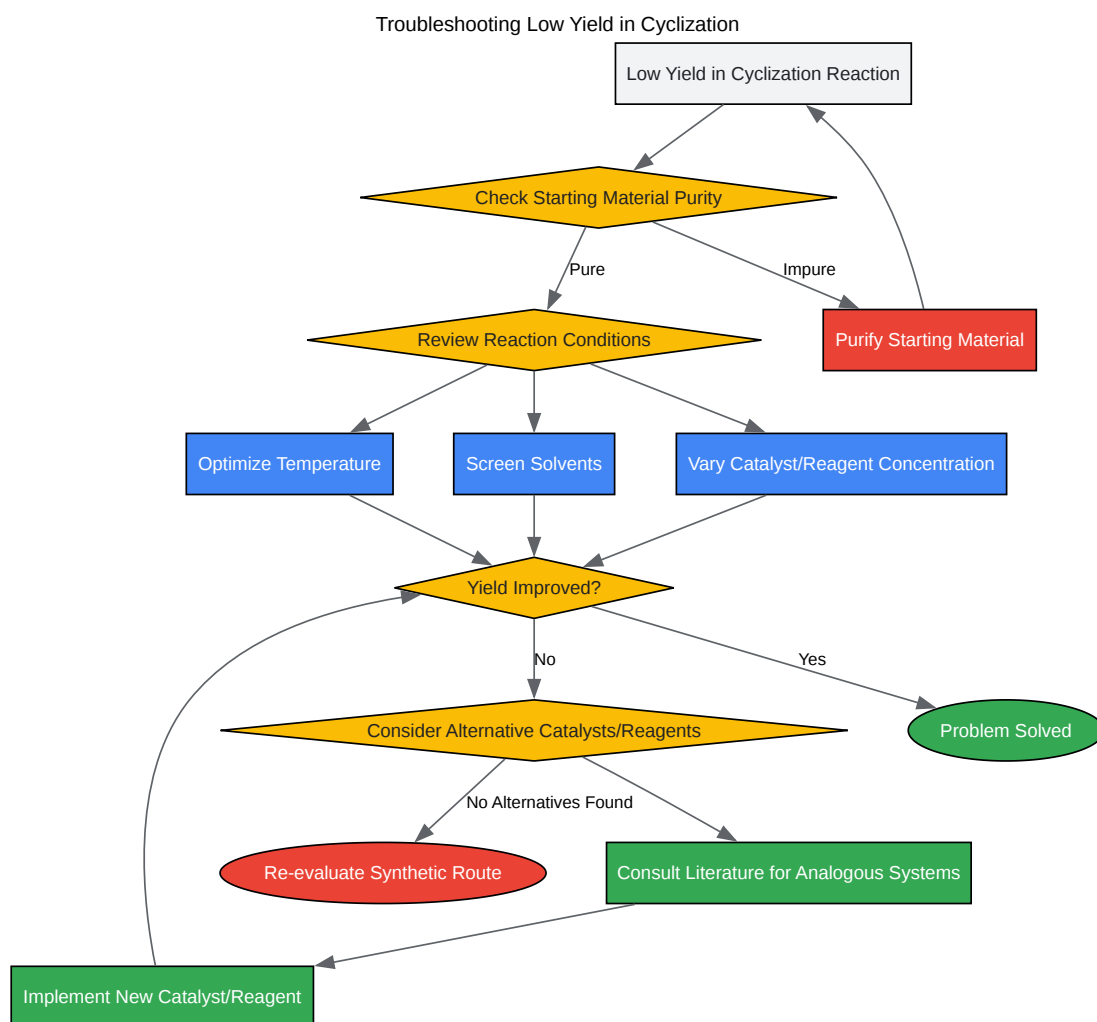 Troubleshooting Low Yield in Cyclization
Low Yield in Cyclization Reaction
Check Starting Material Purity
Pure
Impure
Review Reaction Conditions
Purify Starting Material
Optimize Temperature
Screen Solvents
Vary Catalyst/Reagent Concentration
Yield Improved?
No
Yes
Consider Alternative Catalysts/Reagents
Problem Solved
No Alternatives Found
Re-evaluate Synthetic Route
Consult Literature for Analogous Systems
Implement New Catalyst/Reagent